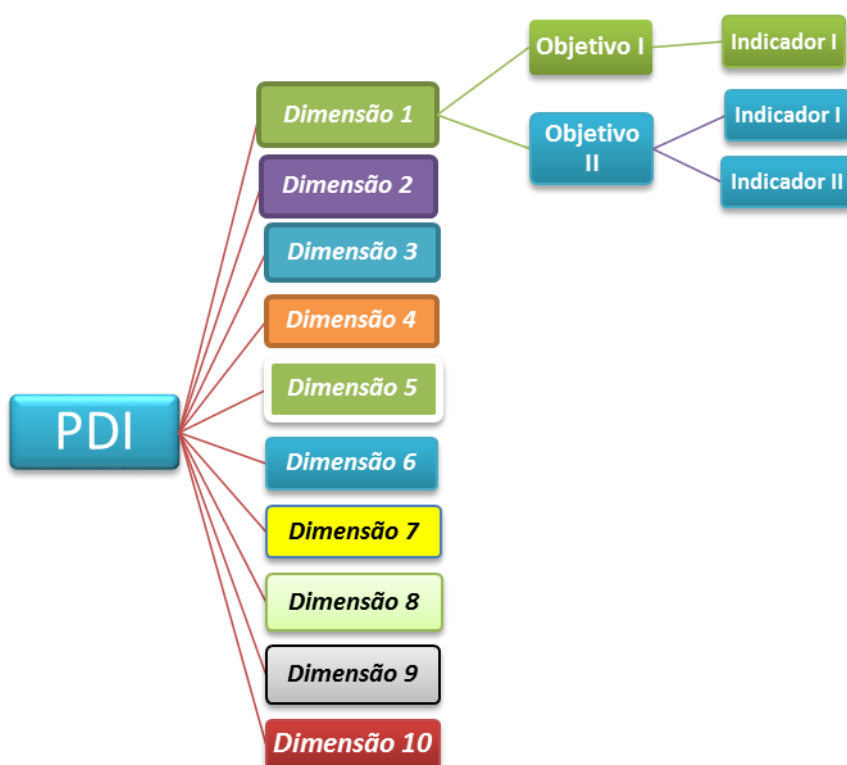 PDI
Dimensão 1
Objetivo I
Indicador I
Objetivo
II
Indicador I
Indicador II
Dimensão 2
Dimensão 3
Dimensão 4
Dimensão 5
Dimensão 6
Dimensão 7
Dimensão 8
Dimensão 9
Dimensão 10